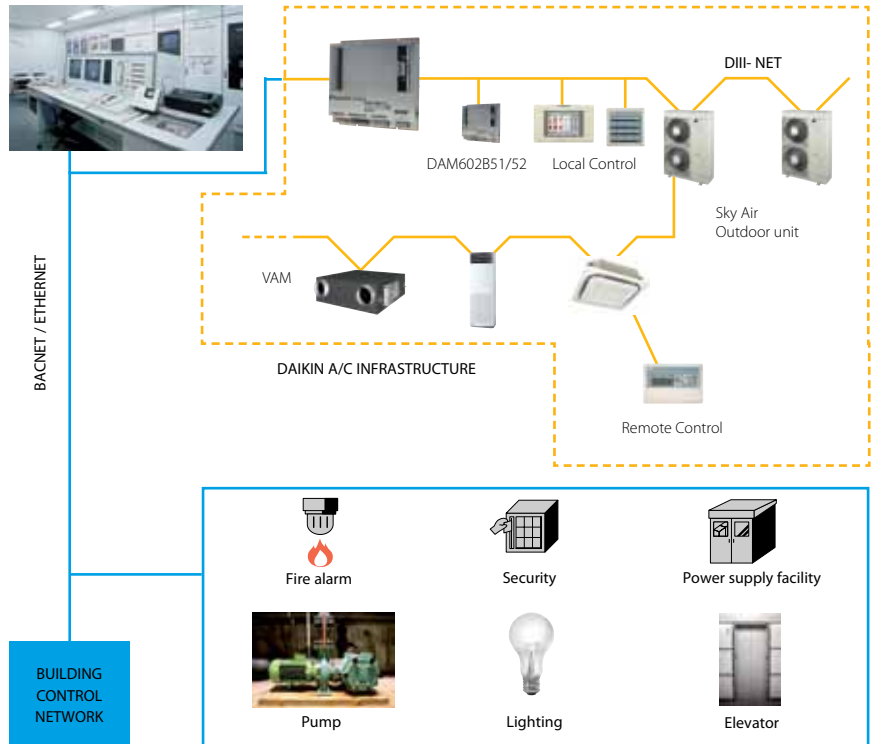 DIII- NET
DAM602B51/52
Local Control
Sky Air
Outdoor unit
VAM
BACNET / ETHERNET
DAIKIN A/C INFRASTRUCTURE
Remote Control
Fire alarm
Security
Power supply facility
BUILDING
CONTROL
NETWORK
Pump
Lighting
Elevator